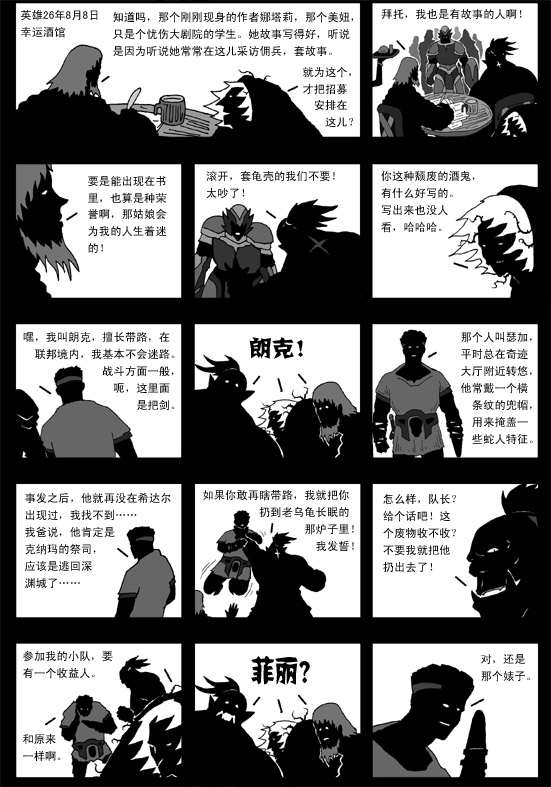 英雄26年8月8日
幸运酒馆
知道吗，那个刚刚现身的作者娜塔莉，那个美妞，
只是个忧伤大剧院的学生。她故事写得好，听说
是因为听说她常常在这儿采访佣兵，套故事。
就为这个，
才把招募
安排在
这儿？
拜托，我也是有故事的人啊！
要是能出现在书
里，也算是种荣
誉啊，那姑娘会
为我的人生着迷
的！
滚开，套龟壳的我们不要！
太吵了！
你这种颓废的酒鬼，
有什么好写的。
写出来也没人
看，哈哈哈。
嘿，我叫朗克，擅长带路，在
联邦境内，我基本不会迷路。
战斗方面一般，
呃，这里面
是把剑。
朗克！
那个人叫瑟加，
平时总在奇迹
大厅附近转悠，
他常戴一个横
条纹的兜帽，
用来掩盖一
些蛇人特征。
事发之后，他就再没在希达尔
出现过，我找不到……
我爸说，他肯定是
克纳玛的祭司，
应该是逃回深
渊城了……
如果你敢再瞎带路，我就把你
扔到老乌龟长眠的
那炉子里！
我发誓！
怎么样，队长？
给个话吧！这
个废物收不收？
不要我就把他
扔出去了！
参加我的小队，要
有一个收益人。
和原来
一样啊。
菲丽？
对，还是
那个婊子。